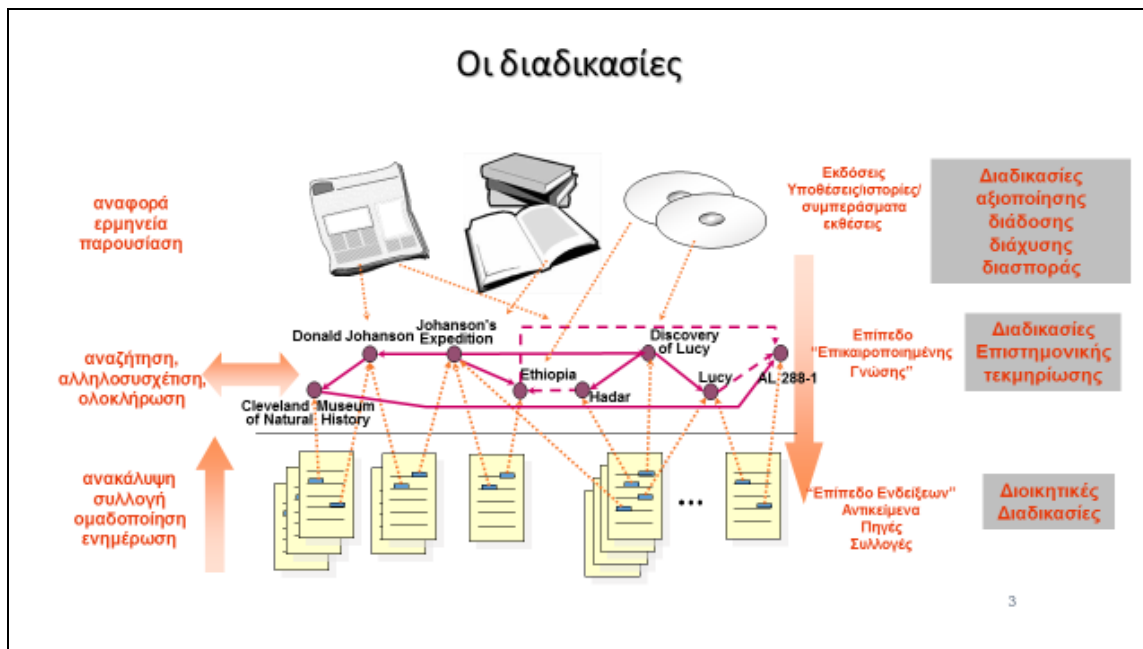 Οι διαδικασίες
αναφορά
ερμηνεία
παρουσίαση
Εκδόσεις
Υποθέσεις/ιστορίες/
συμπεράσματα
εκθέσεις
Διαδικασίες
αξιοποίησης
διάδοσης
διάχυσης
διασποράς
αναζήτηση,
αλληλοσυσχέτιση,
ολοκλήρωση
Donald Johanson
Johanson's
Expedition
Discovery
of Lucy
Ethiopia
Lucy
AL 288-1
Hadar
Cleveland Museum
of Natural History
Επίπεδο
"Επικαιροποιημένης
Γνώσης"
Διαδικασίες
Επιστημονικής
τεκμηρίωσης
ανακάλυψη
συλλογή
ομαδοποίηση
ενημέρωση
...
"Επίπεδο Ενδείξεων"
Αντικείμενα
Πηγές
Συλλογές
Διοικητικές
Διαδικασίες
3